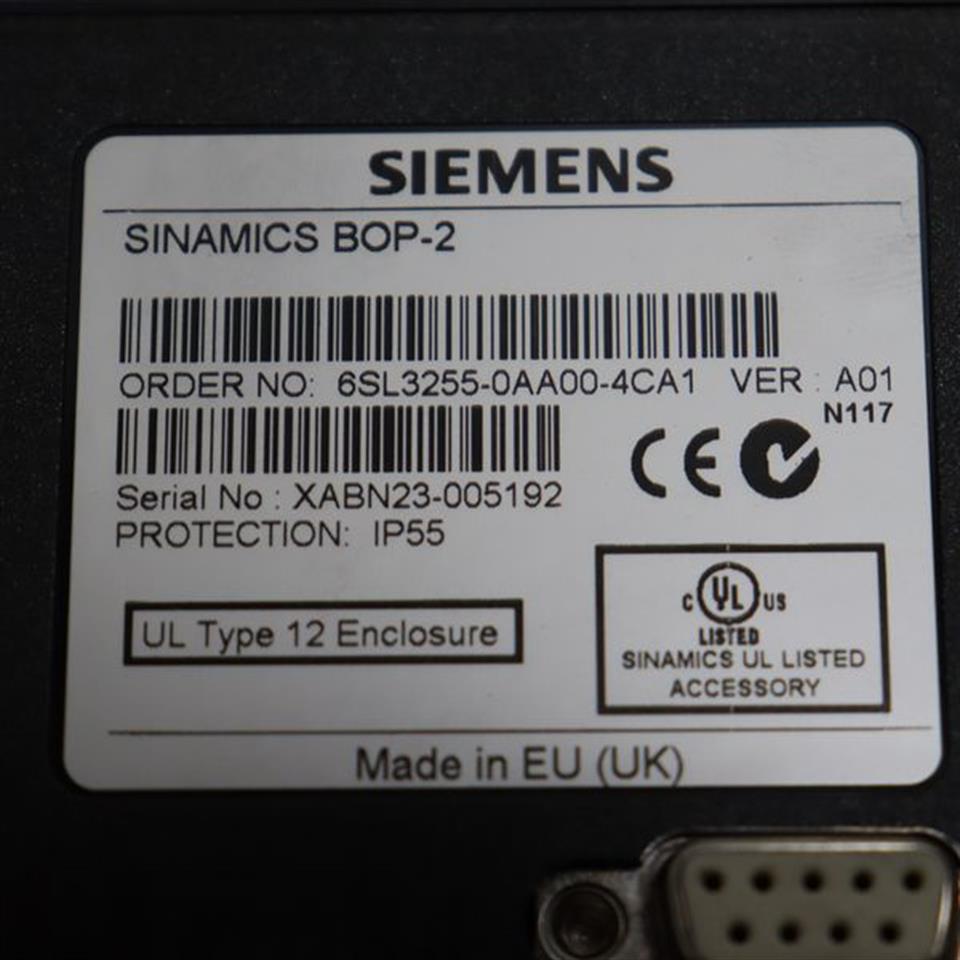 SIEMENS
SINAMICS BOP-2
ORDER NO: 6SL3255-0AA00-4CA1 VER : A01
N117
CE
Serial No : XABN23-005192
PROTECTION: IP55
C UL US
LISTED
SINAMICS UL LISTED
ACCESSORY
UL Type 12 Enclosure
Made in EU (UK)